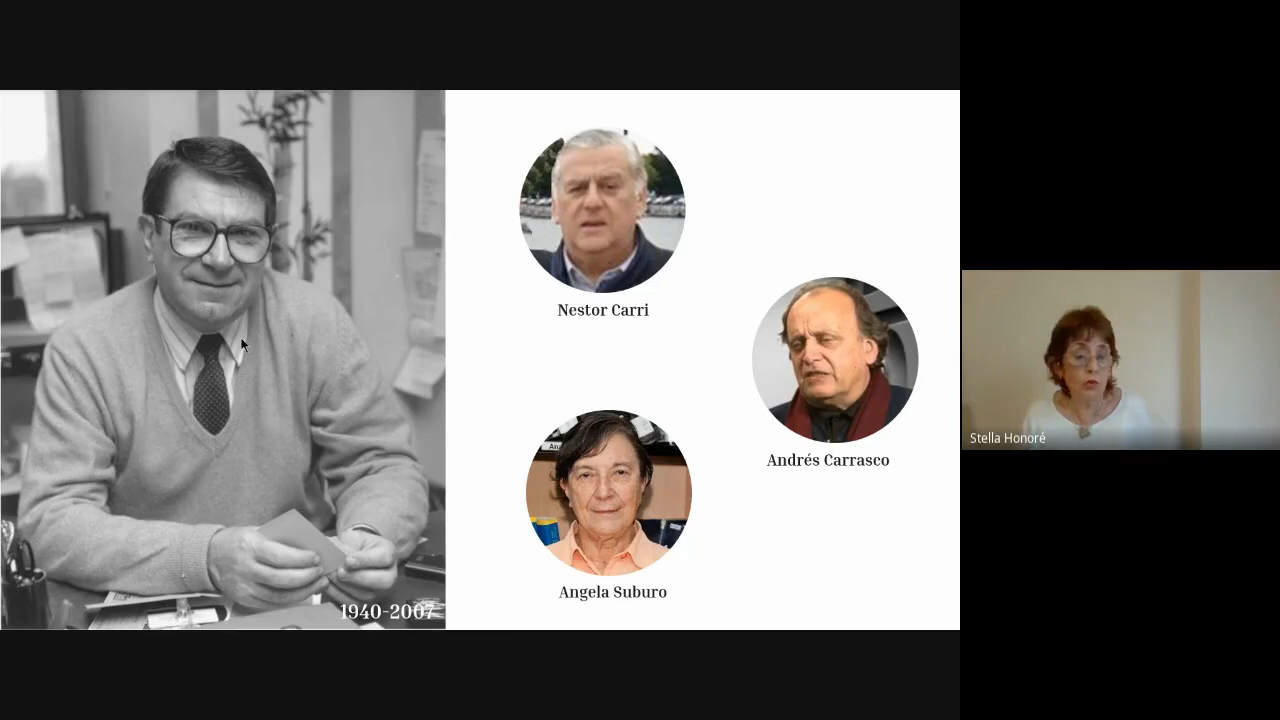 Nestor Carri
Andrés Carrasco
Angela Suburo
1940-2007
Stella Honoré